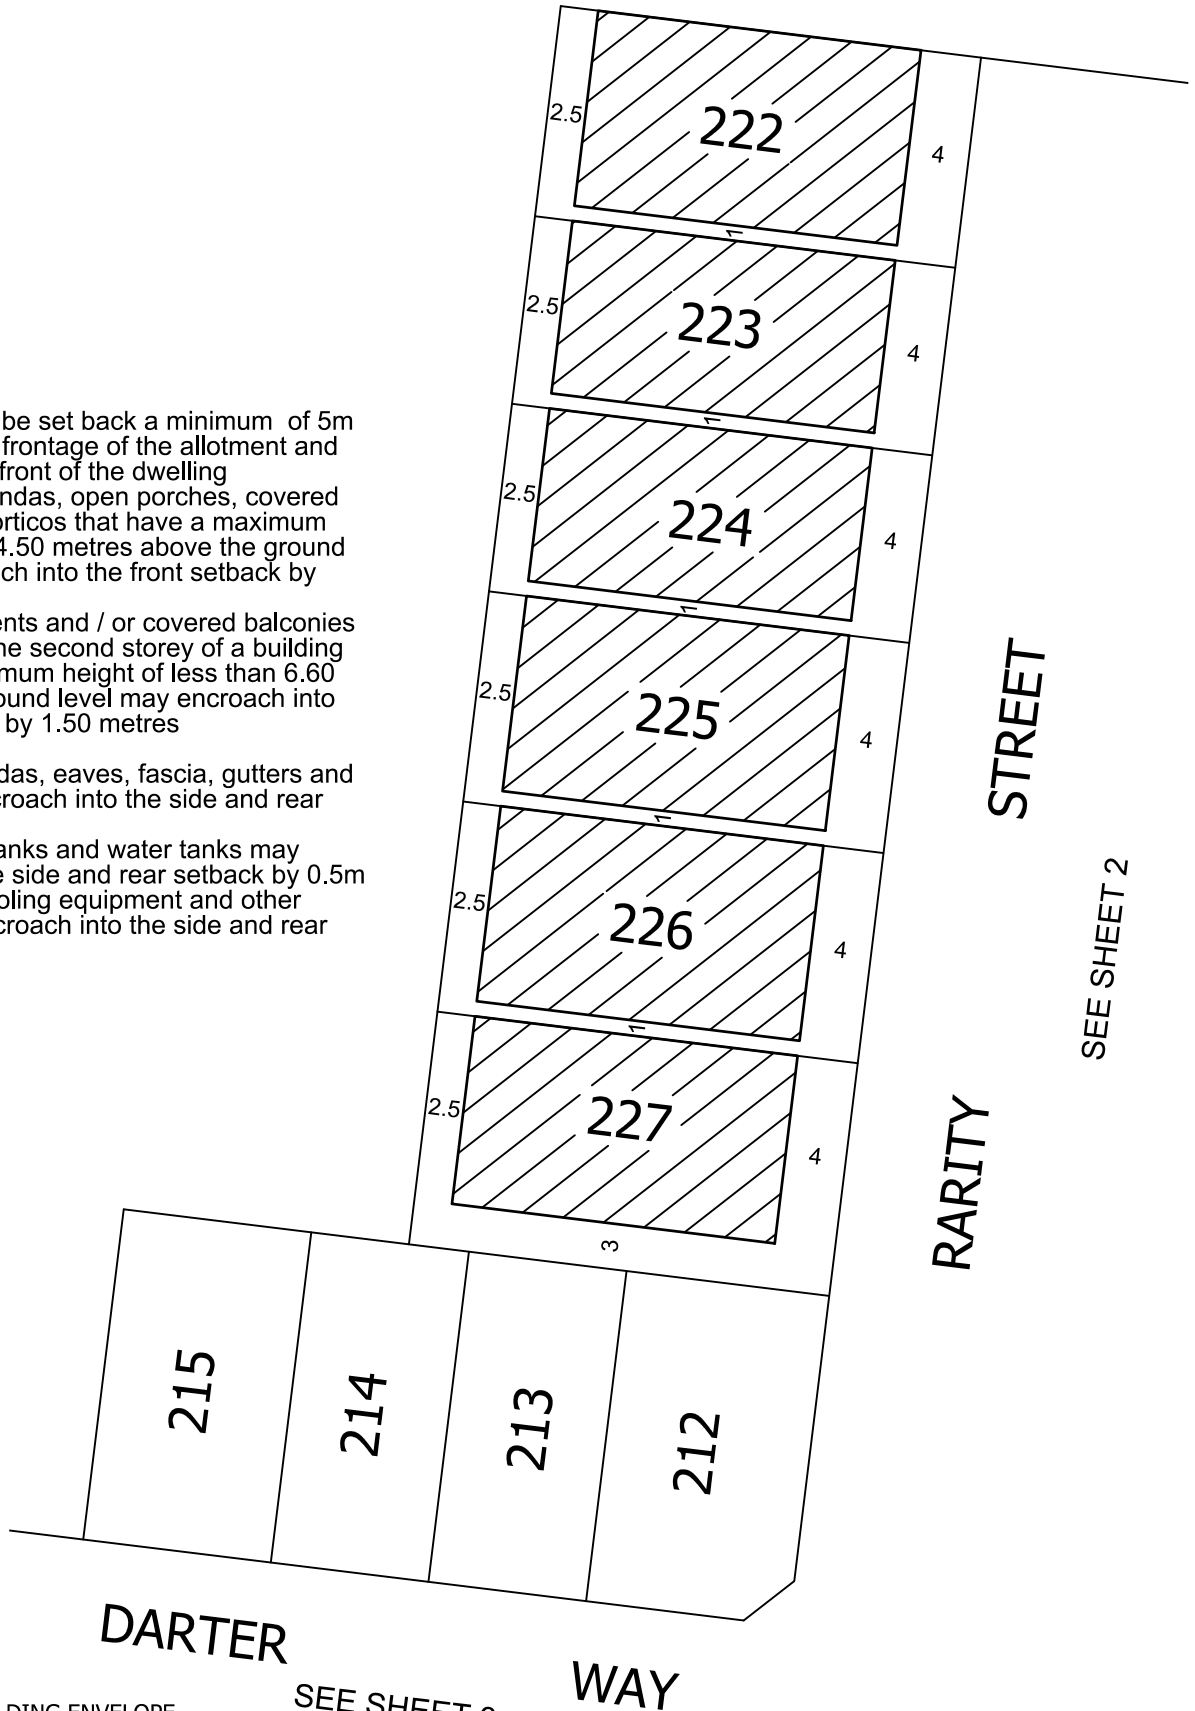 be set back a minimum of 5m
frontage of the allotment and
front of the dwelling
ndas, open porches, covered
orticos that have a maximum
4.50 metres above the ground
ch into the front setback by
ents and / or covered balconies
he second storey of a building
mum height of less than 6.60
ound level may encroach into
by 1.50 metres
das, eaves, fascia, gutters and
croach into the side and rear
anks and water tanks may
e side and rear setback by 0.5m
oling equipment and other
croach into the side and rear
2.5
222
4
1
2.5
223
4
1
2.5
224
4
1
2.5
225
4
1
2.5
226
4
1
2.5
227
4
3
RARITY STREET
SEE SHEET 2
215
214
213
212
DARTER WAY
SEE SHEET
DING ENVELOPE